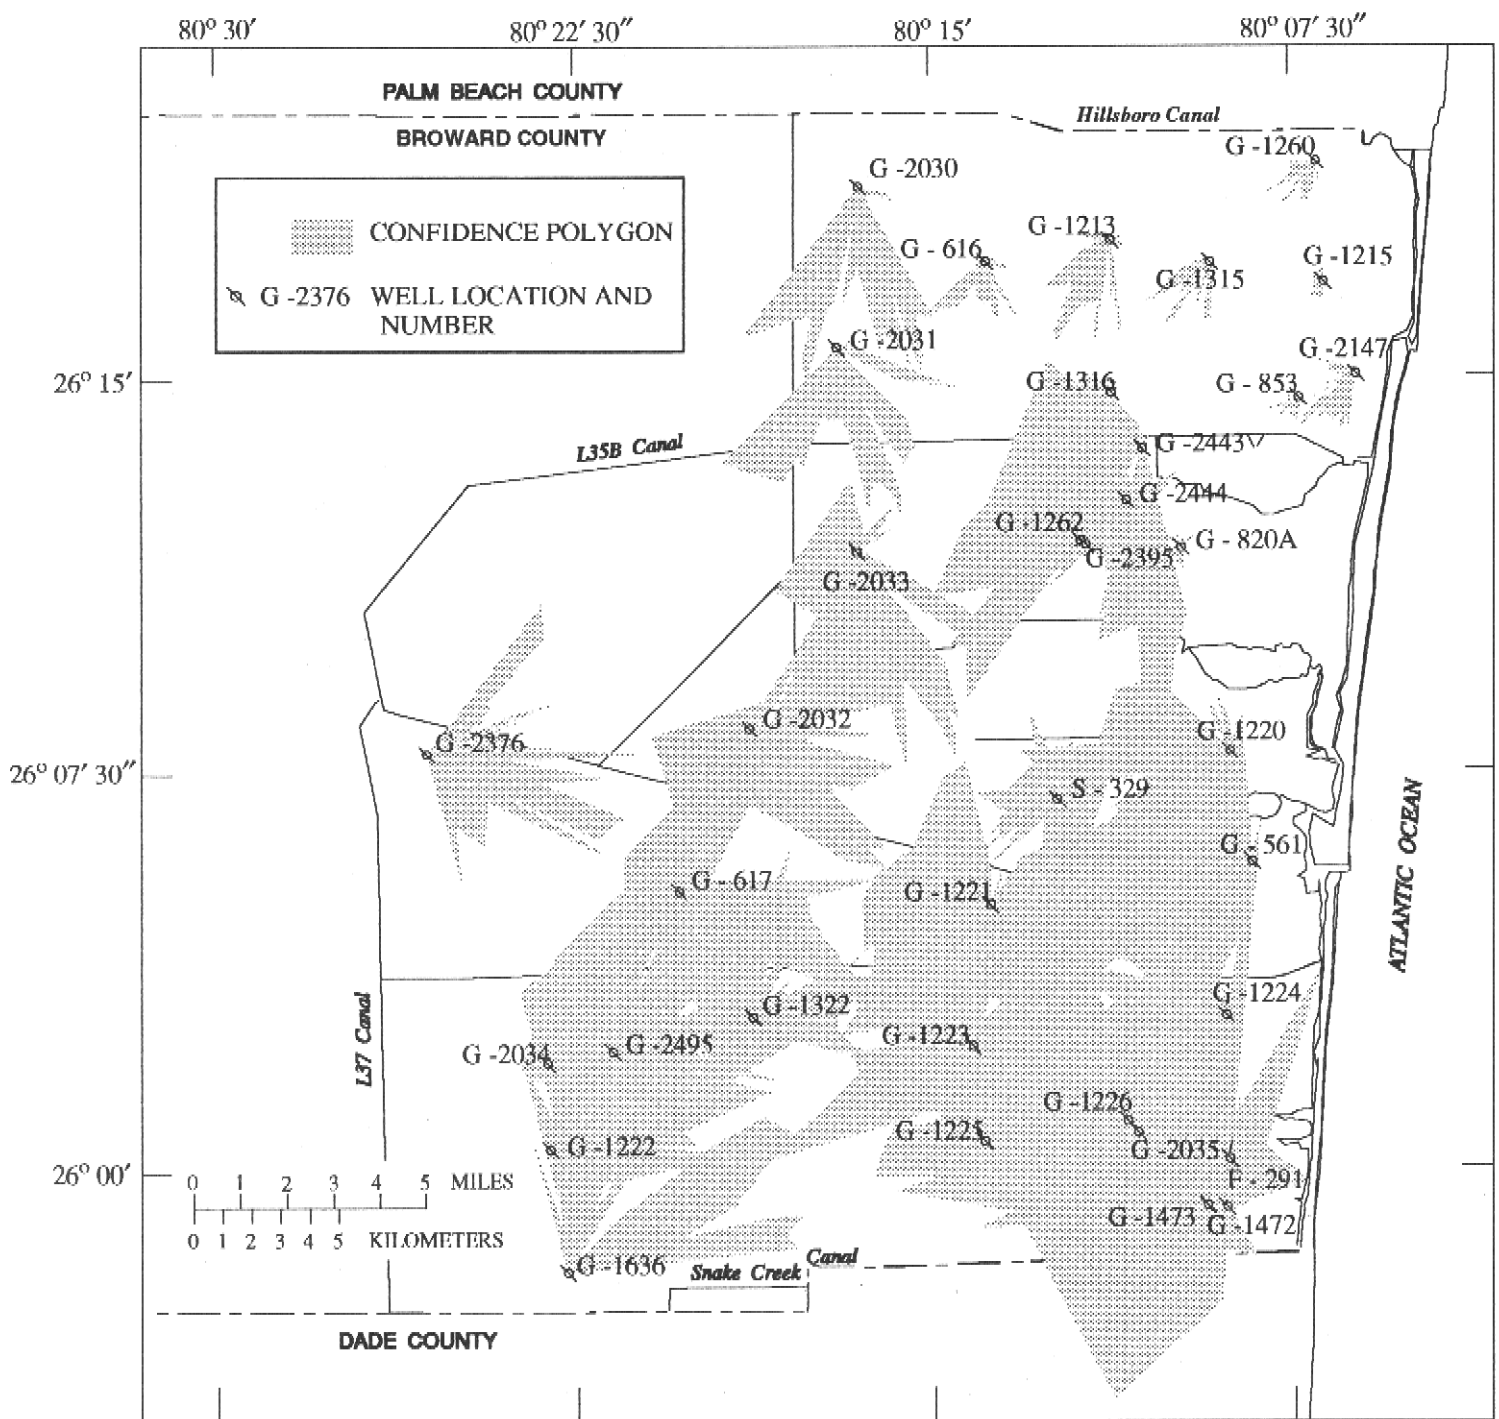 80° 30′
80° 22′ 30″
80° 15′
80° 07′ 30″
PALM BEACH COUNTY
BROWARD COUNTY
Hillsboro Canal
G -1260
G -2030
CONFIDENCE POLYGON
G -1213
G - 616
G -1315
G -1215
G -2376 WELL LOCATION AND
NUMBER
G -2031
G -2147
26° 15′
G -1316
G - 853
L35B Canal
G -2443
G -2444
G -1262
G -2395
G - 820A
G -2033
G -2032
G -1220
G -2376
26° 07′ 30″
S - 329
G - 561
ATLANTIC OCEAN
G - 617
G -1221
G -1224
G -1322
L37 Canal
G -2034
G -2495
G -1223
G -1226
G -1225
G -1222
G -2035
26° 00′
F - 291
0 1 2 3 4 5 MILES
G -1473
G -1472
0 1 2 3 4 5 KILOMETERS
G -1636
Snake Creek Canal
DADE COUNTY